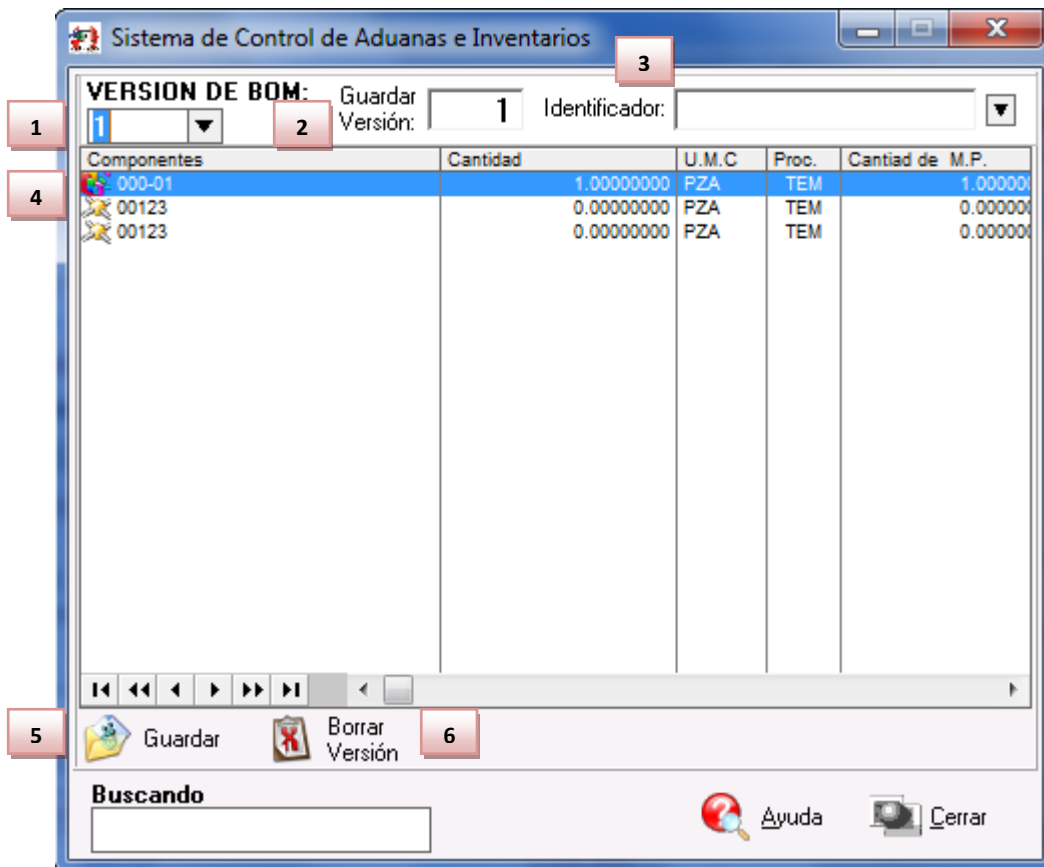 Sistema de Control de Aduanas e Inventarios
3
VERSION DE BOM:
Guardar Versión: 1
Identificador:
1
1
2
Componentes Cantidad U.M.C Proc. Cantiad de M.P.
000-01 1.00000000 PZA TEM 1.000000
4
00123 0.00000000 PZA TEM 0.000000
00123 0.00000000 PZA TEM 0.000000
5
Guardar
Borrar Versión
6
Buscando
Ayuda
Cerrar